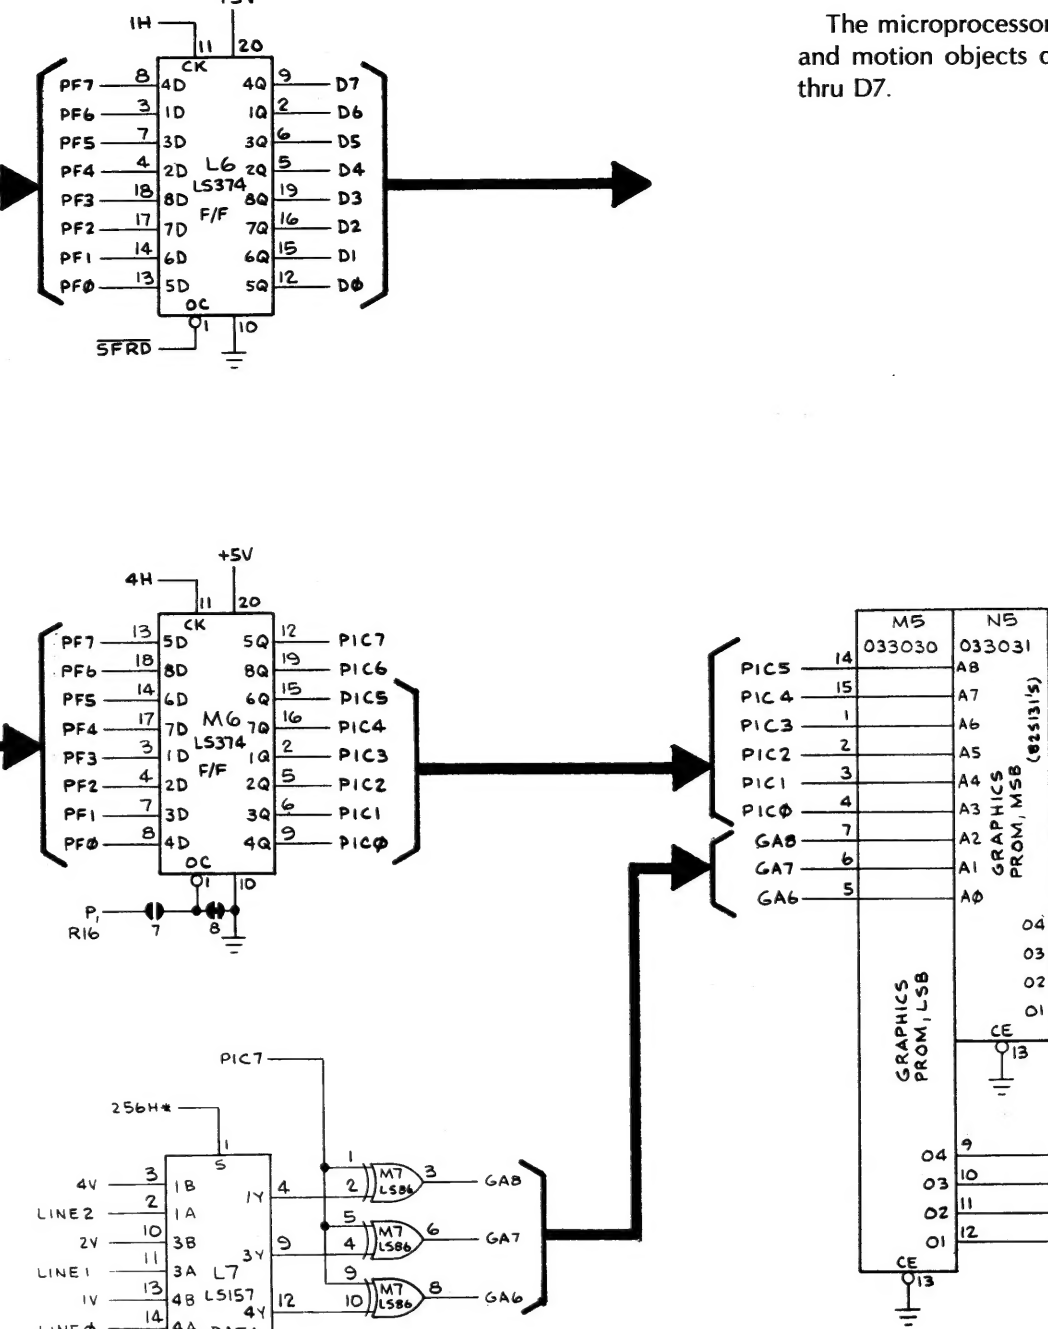 +5V
The microprocessor
and motion objects
thru D7.
1H
11 20
CK
PF7 8 4D 4Q 9 D7
PF6 3 1D 1Q 2 D6
PF5 7 3D 3Q 6 D5
PF4 4 2D L6 2Q 5 D4
PF3 18 8D LS374 8Q 19 D3
PF2 17 7D F/F 7Q 16 D2
PF1 14 6D 6Q 15 D1
PFØ 13 5D 5Q 12 DØ
OC
1 10
SFRD
+5V
4H
11 20
CK
PF7 13 5D 5Q 12 PIC7
PF6 18 8D 8Q 19 PIC6
PF5 14 6D 6Q 15 PIC5
PF4 17 7D M6 7Q 16 PIC4
PF3 3 1D LS374 1Q 2 PIC3
PF2 4 2D F/F 2Q 5 PIC2
PF1 7 3D 3Q 6 PIC1
PFØ 8 4D 4Q 9 PICØ
OC
1 10
P,
R16
7 8
M5 N5
033030 033031
PIC5 14 A8
PIC4 15 A7
PIC3 1 A6
PIC2 2 A5
PIC1 3 A4
PICØ 4 A3
GA8 7 A2
GA7 6 A1
GA6 5 AØ
(82S131'S)
GRAPHICS
PROM, MSB
O4
O3
O2
O1
CE
13
GRAPHICS
PROM, LSB
O4 9
O3 10
O2 11
O1 12
CE
13
PIC7
256H*
1
S
4V 3 1B
LINE2 2 1A
2V 10 3B
LINE1 11 3A
1V 13 4B
LINEØ 14 4A
L7
LS157
1Y 4
3Y 9
4Y 12
1 2 M7 LS86 3 GA8
5 4 M7 LS86 6 GA7
9 10 M7 LS86 8 GA6